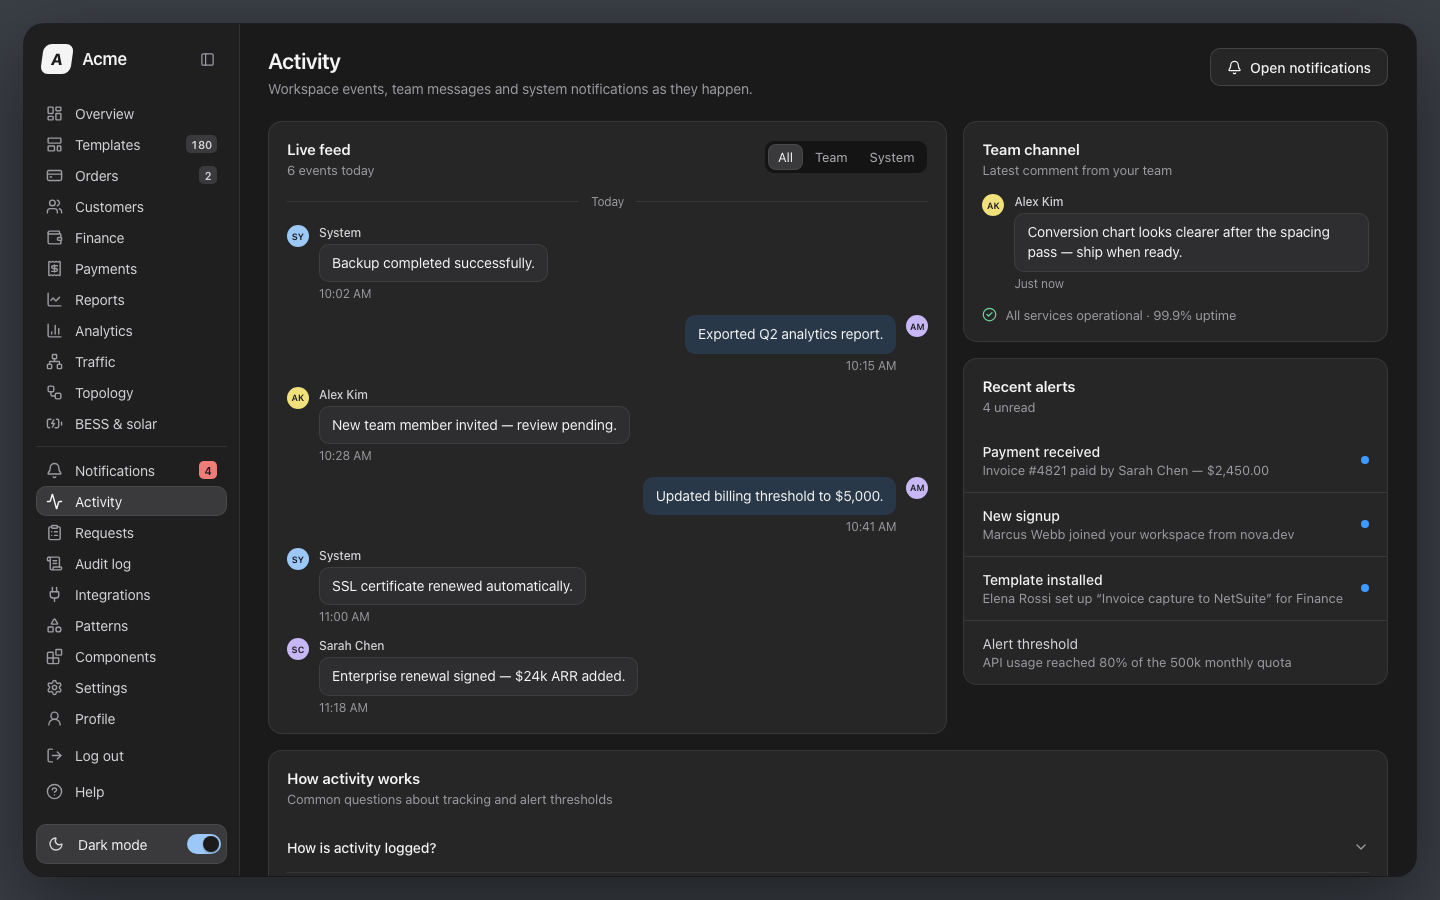 A Acme
Overview
Templates 180
Orders 2
Customers
Finance
Payments
Reports
Analytics
Traffic
Topology
BESS & solar
Notifications 4
Activity
Requests
Audit log
Integrations
Patterns
Components
Settings
Profile
Log out
Help
Dark mode
Activity
Workspace events, team messages and system notifications as they happen.
Open notifications
Live feed
6 events today
All Team System
Today
SY System
Backup completed successfully.
10:02 AM
Exported Q2 analytics report. AM
10:15 AM
AK Alex Kim
New team member invited — review pending.
10:28 AM
Updated billing threshold to $5,000. AM
10:41 AM
SY System
SSL certificate renewed automatically.
11:00 AM
SC Sarah Chen
Enterprise renewal signed — $24k ARR added.
11:18 AM
Team channel
Latest comment from your team
AK Alex Kim
Conversion chart looks clearer after the spacing
pass — ship when ready.
Just now
All services operational · 99.9% uptime
Recent alerts
4 unread
Payment received
Invoice #4821 paid by Sarah Chen — $2,450.00
New signup
Marcus Webb joined your workspace from nova.dev
Template installed
Elena Rossi set up “Invoice capture to NetSuite” for Finance
Alert threshold
API usage reached 80% of the 500k monthly quota
How activity works
Common questions about tracking and alert thresholds
How is activity logged?